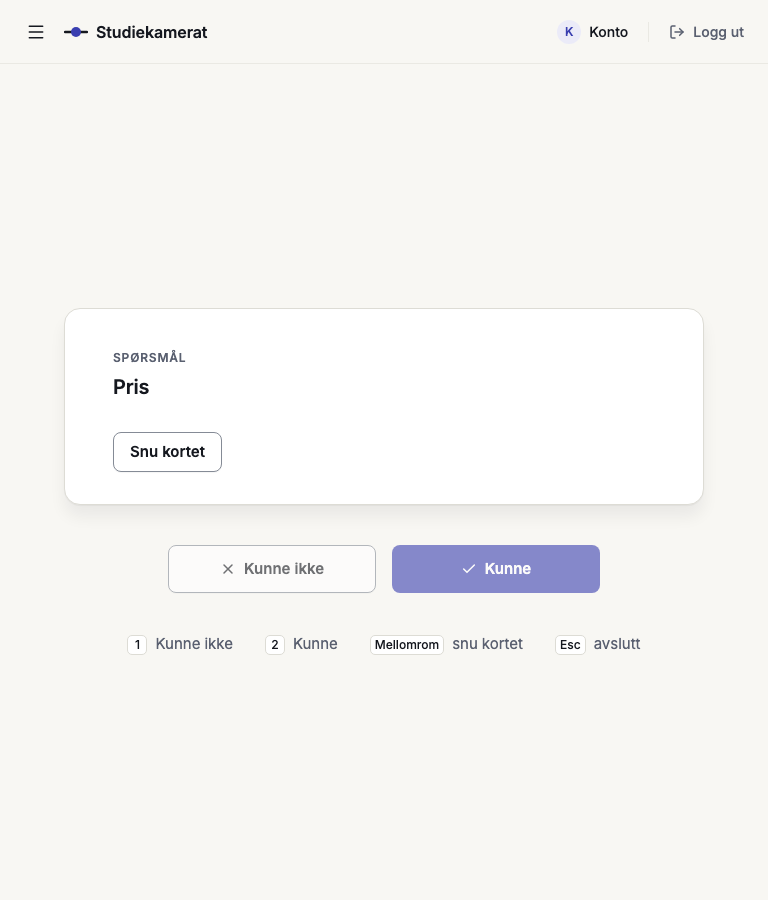 Studiekamerat
K Konto
Logg ut
SPØRSMÅL
Pris
Snu kortet
Kunne ikke
Kunne
1 Kunne ikke 2 Kunne Mellomrom snu kortet Esc avslutt